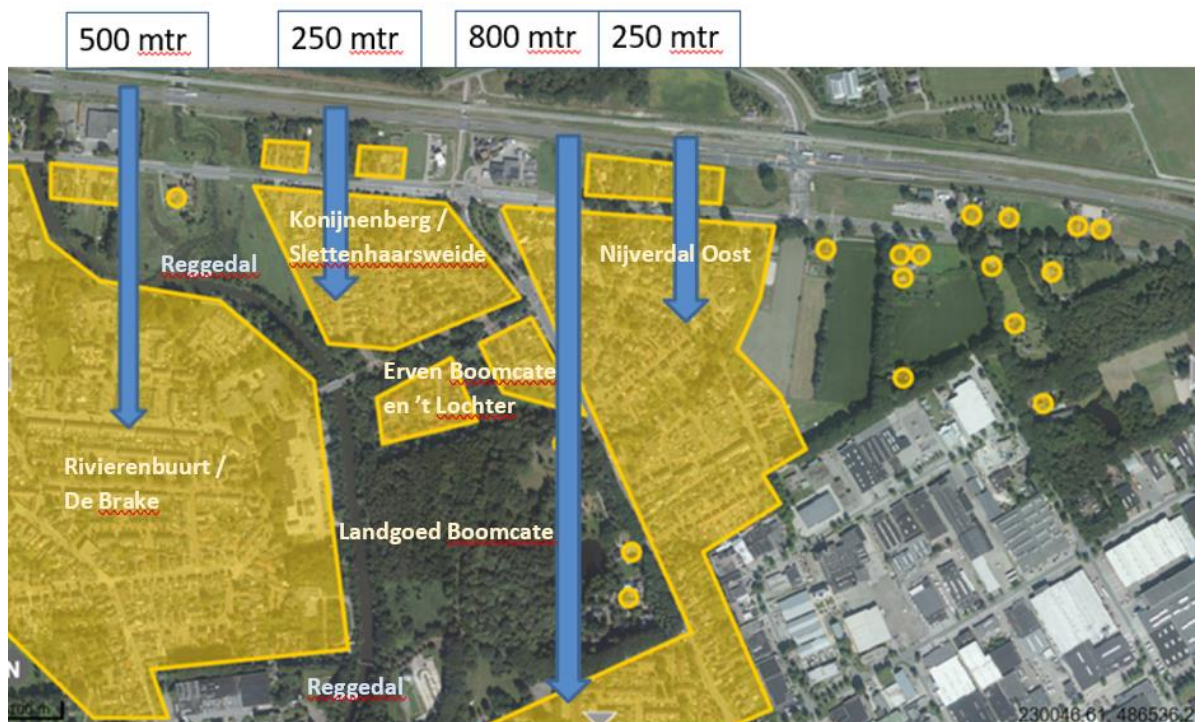 500 mtr
250 mtr
800 mtr
250 mtr
Konijnenberg /
Slettenhaarsweide
Nijverdal Oost
Reggedal
Erven Boomcate
en ’t Lochter
Rivierenbuurt /
De Brake
Landgoed Boomcate
Reggedal
N
100 m
230046.61, 486536.2